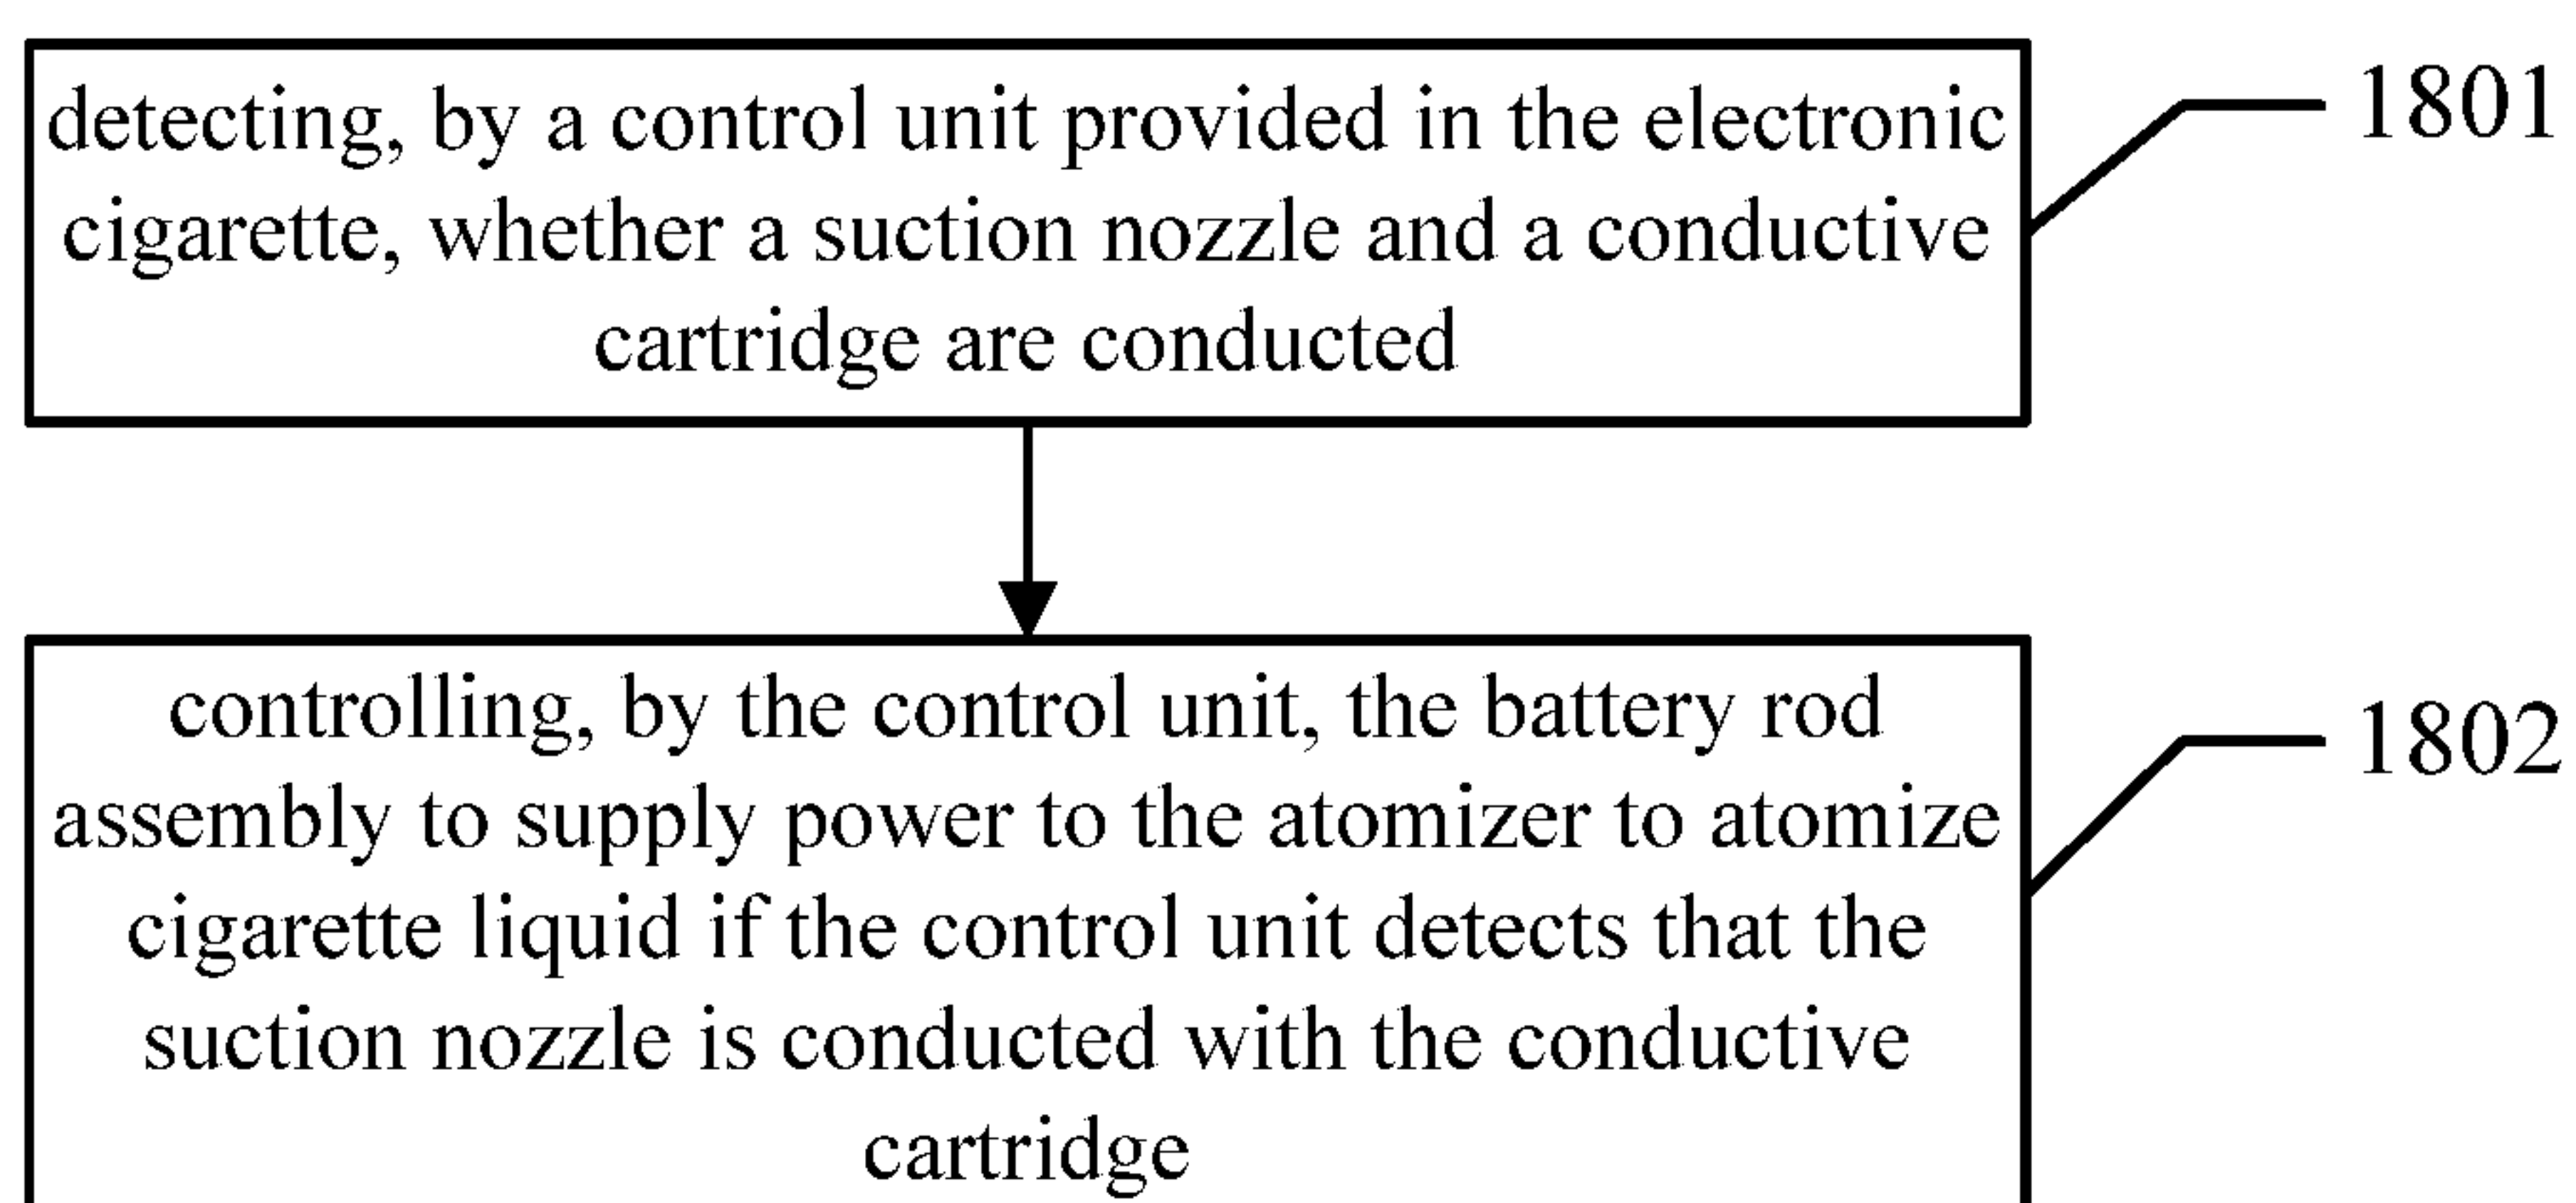 detecting, by a control unit provided in the electronic
cigarette, whether a suction nozzle and a conductive
cartridge are conducted
1801
controlling, by the control unit, the battery rod
assembly to supply power to the atomizer to atomize
cigarette liquid if the control unit detects that the
suction nozzle is conducted with the conductive
cartridge
1802